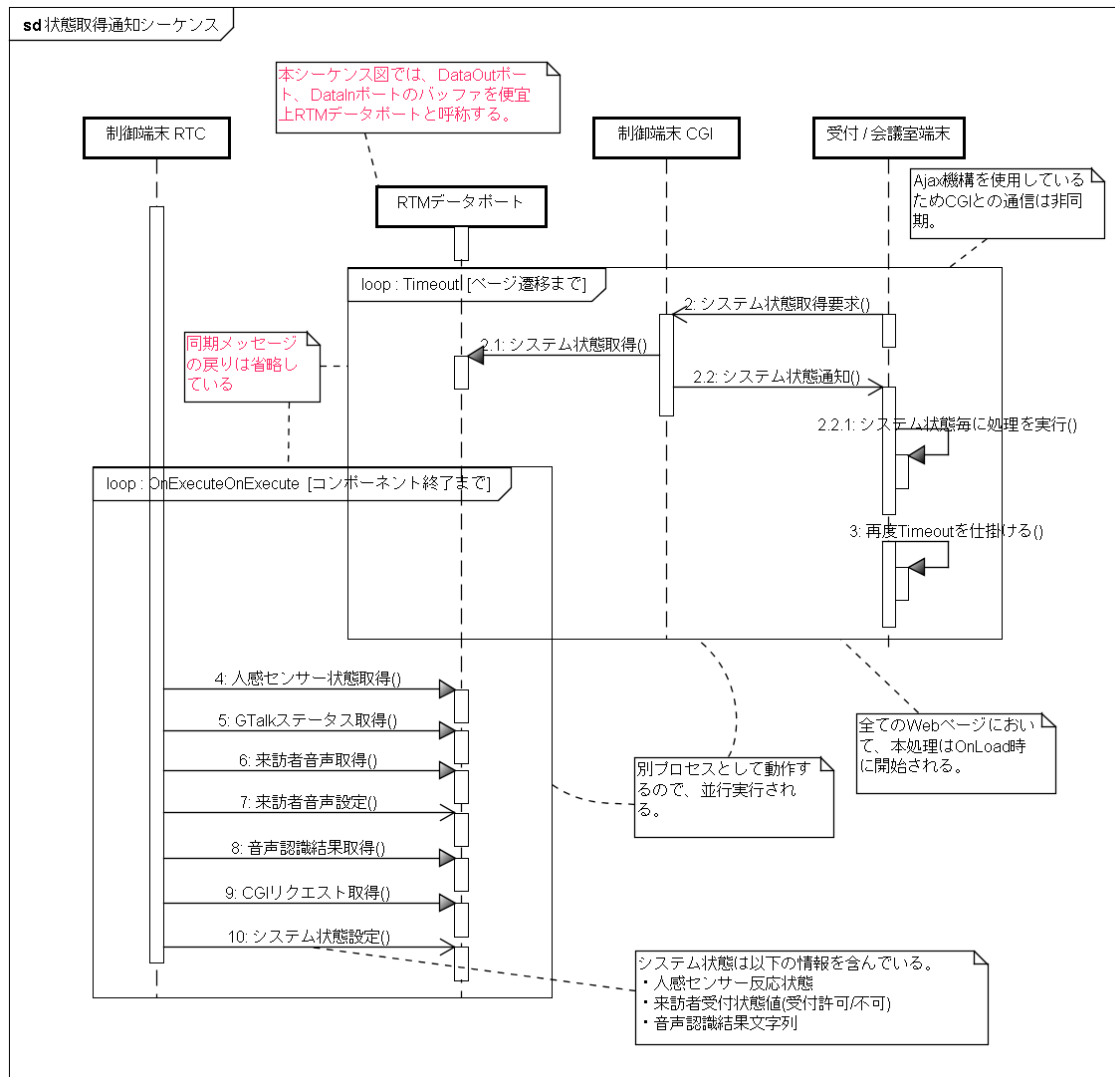 sd 状態取得通知シーケンス
本シーケンス図では、DataOutポー
ト、DataInポートのバッファを便宜
上RTMデータポートと呼称する。
制御端末 RTC
制御端末 CGI
受付 / 会議室端末
Ajax機構を使用している
ためCGIとの通信は非同
期。
RTMデータポート
loop : Timeout [ページ遷移まで]
2: システム状態取得要求()
同期メッセージ
の戻りは省略し
ている
2.1: システム状態取得()
2.2: システム状態通知()
2.2.1: システム状態毎に処理を実行()
loop : OnExecuteOnExecute [コンポーネント終了まで]
3: 再度Timeoutを仕掛ける()
4: 人感センサー状態取得()
5: GTalkステータス取得()
6: 来訪者音声取得()
7: 来訪者音声設定()
8: 音声認識結果取得()
9: CGIリクエスト取得()
10: システム状態設定()
全てのWebページにおい
て、本処理はOnLoad時
に開始される。
別プロセスとして動作す
るので、並行実行され
る。
システム状態は以下の情報を含んでいる。
・人感センサー反応状態
・来訪者受付状態値(受付許可/不可)
・音声認識結果文字列